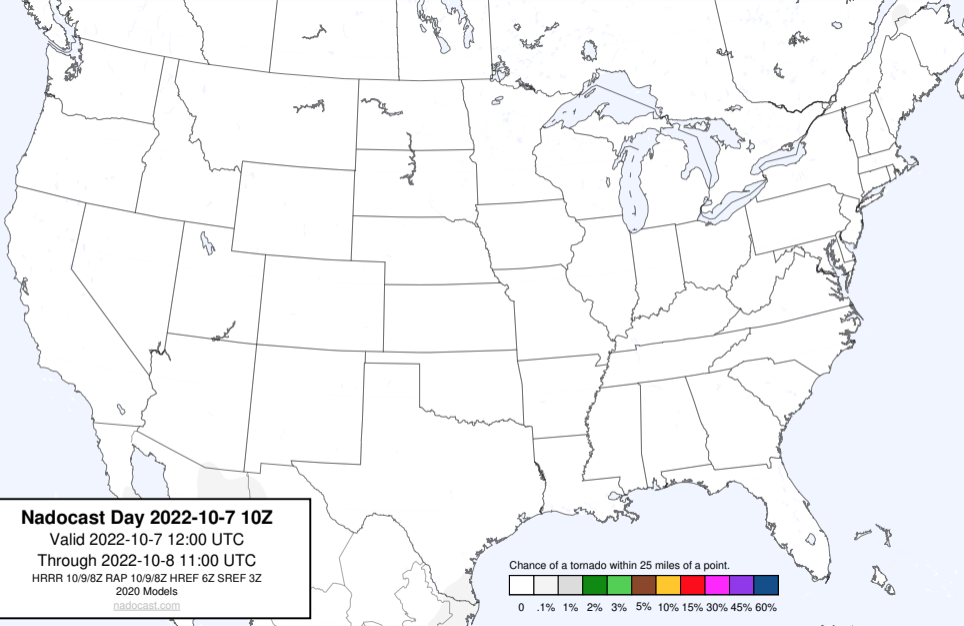 Nadocast Day 2022-10-7 10Z
Valid 2022-10-7 12:00 UTC
Through 2022-10-8 11:00 UTC
HRRR 10/9/8Z RAP 10/9/8Z HREF 6Z SREF 3Z
2020 Models
nadocast.com
Chance of a tornado within 25 miles of a point.
0 .1% 1% 2% 3% 5% 10% 15% 30% 45% 60%